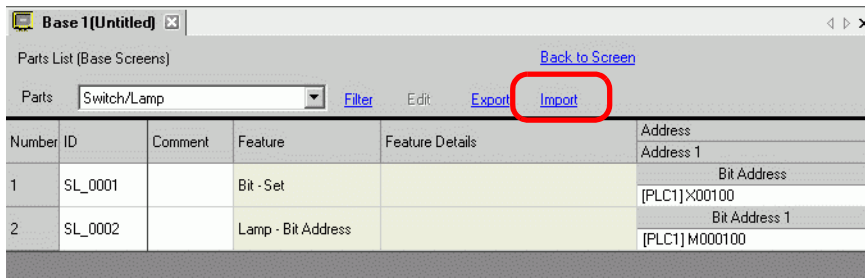 Base 1(Untitled)
Parts List (Base Screens) Back to Screen
Parts Switch/Lamp Filter Edit Export Import
Number ID Comment Feature Feature Details Address
Address 1
1 SL_0001 Bit - Set Bit Address
[PLC1]X00100
2 SL_0002 Lamp - Bit Address Bit Address 1
[PLC1] M000100